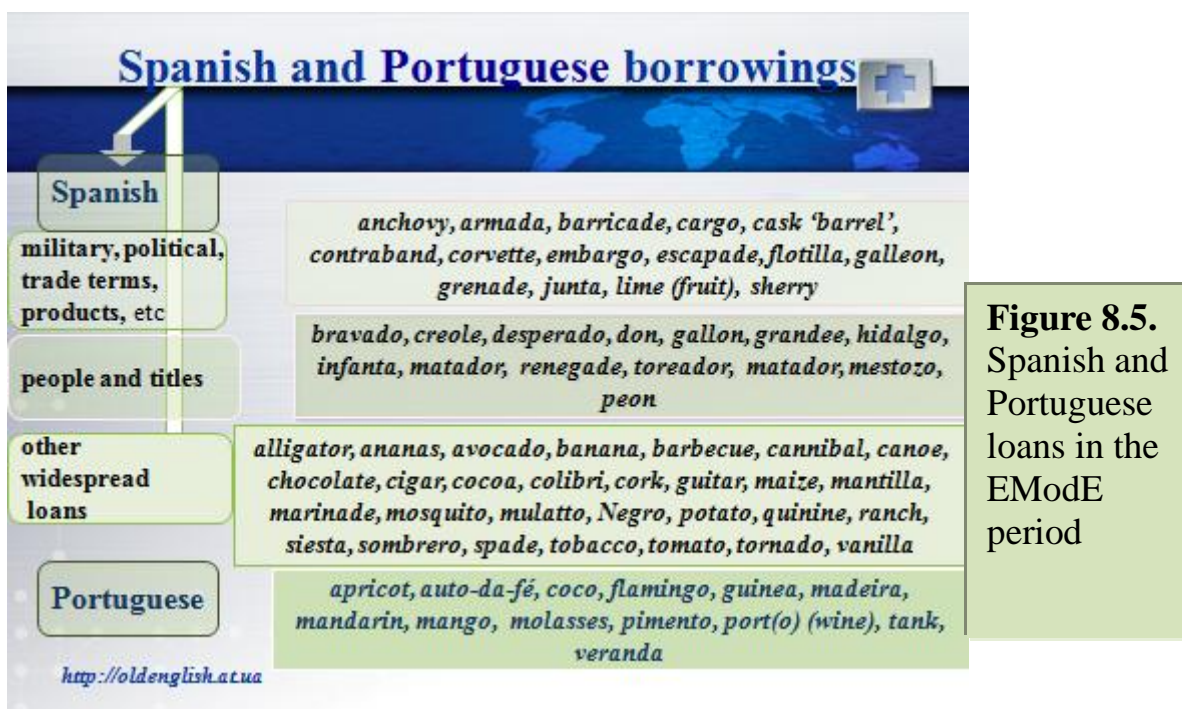 Spanish and Portuguese borrowings
Spanish
military, political,
trade terms,
products, etc
anchovy, armada, barricade, cargo, cask ‘barrel’,
contraband, corvette, embargo, escapade, flotilla, galleon,
grenade, junta, lime (fruit), sherry
people and titles
bravado, creole, desperado, don, gallon, grandee, hidalgo,
infanta, matador, renegade, toreador, matador, mestozo,
peon
other
widespread
loans
alligator, ananas, avocado, banana, barbecue, cannibal, canoe,
chocolate, cigar, cocoa, colibri, cork, guitar, maize, mantilla,
marinade, mosquito, mulatto, Negro, potato, quinine, ranch,
siesta, sombrero, spade, tobacco, tomato, tornado, vanilla
Portuguese
apricot, auto-da-fé, coco, flamingo, guinea, madeira,
mandarin, mango, molasses, pimento, port(o) (wine), tank,
veranda
http://oldenglish.at.ua
Figure 8.5.
Spanish and
Portuguese
loans in the
EModE
period